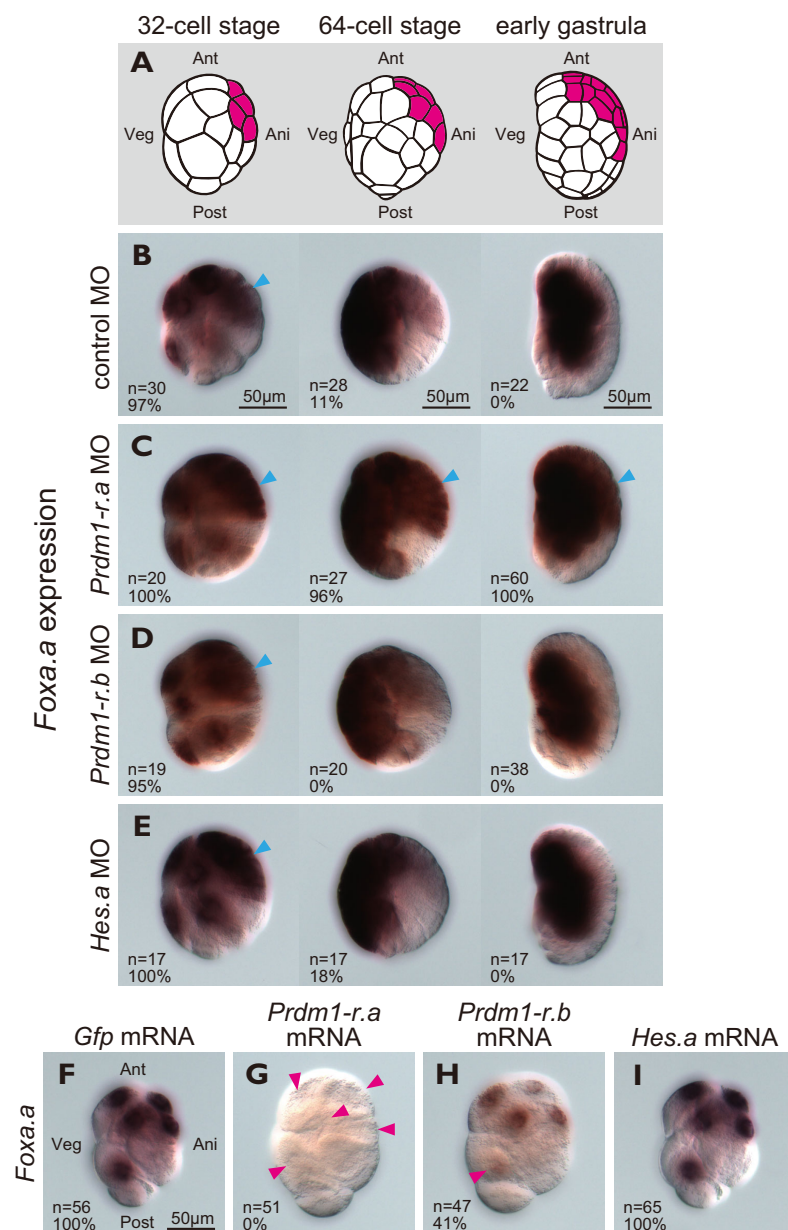 32-cell stage 64-cell stage early gastrula
A Ant Ant Ant
Veg Ani Veg Ani Veg Ani
Post Post Post
Foxa.a expression
control MO
B
n=30 n=28 n=22
97% 50µm 11% 50µm 0% 50µm
Prdm1-r.a MO
C
n=20 n=27 n=60
100% 96% 100%
Prdm1-r.b MO
D
n=19 n=20 n=38
95% 0% 0%
Hes.a MO
E
n=17 n=17 n=17
100% 18% 0%
Gfp mRNA
Prdm1-r.a
mRNA
Prdm1-r.b
mRNA
Hes.a mRNA
Foxa.a
F Ant G H I
Veg Ani
Post
n=56 n=51 n=47 n=65
100% 50µm 0% 41% 100%